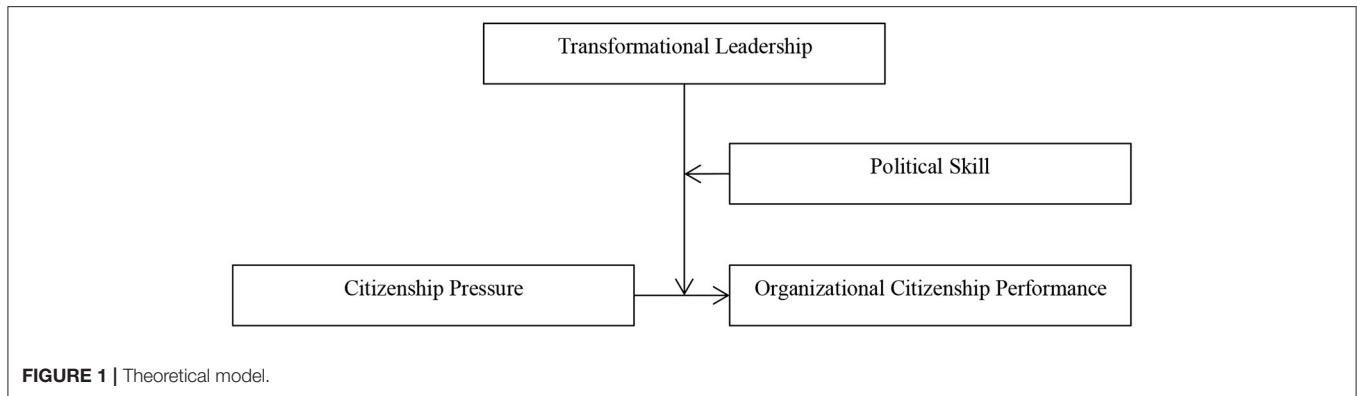 Transformational Leadership
Political Skill
Citizenship Pressure
Organizational Citizenship Performance
FIGURE 1 | Theoretical model.